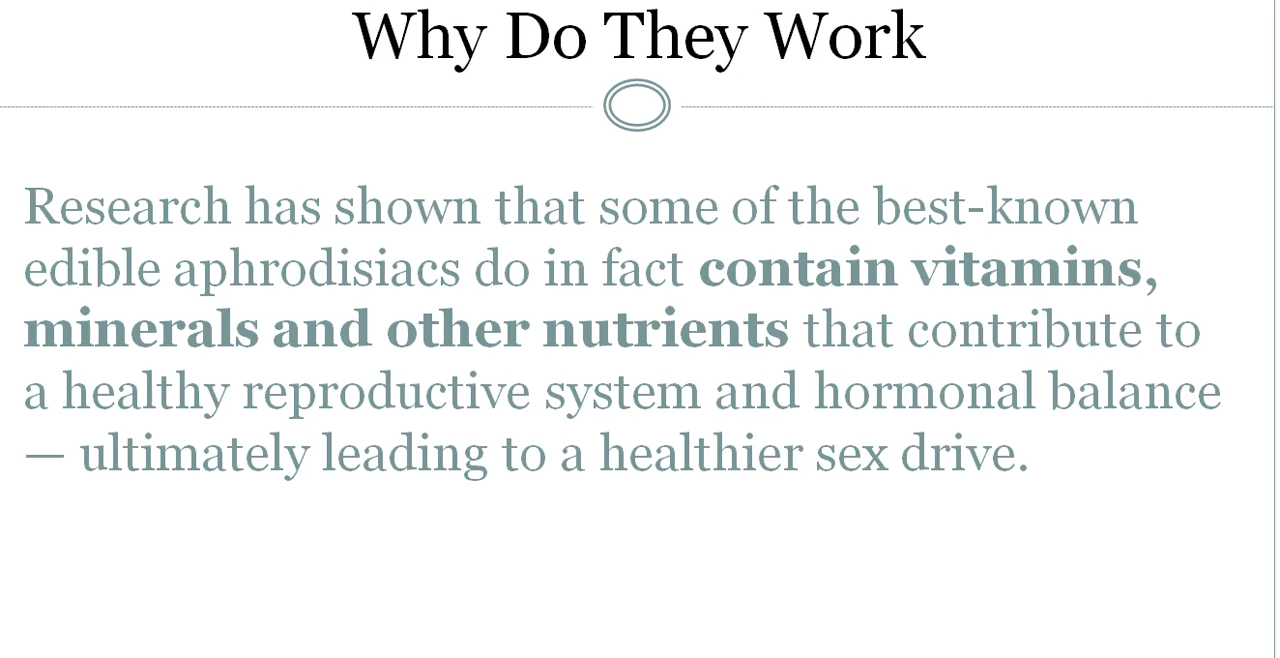 Why Do They Work
Research has shown that some of the best-known
edible aphrodisiacs do in fact contain vitamins,
minerals and other nutrients that contribute to
a healthy reproductive system and hormonal balance
— ultimately leading to a healthier sex drive.